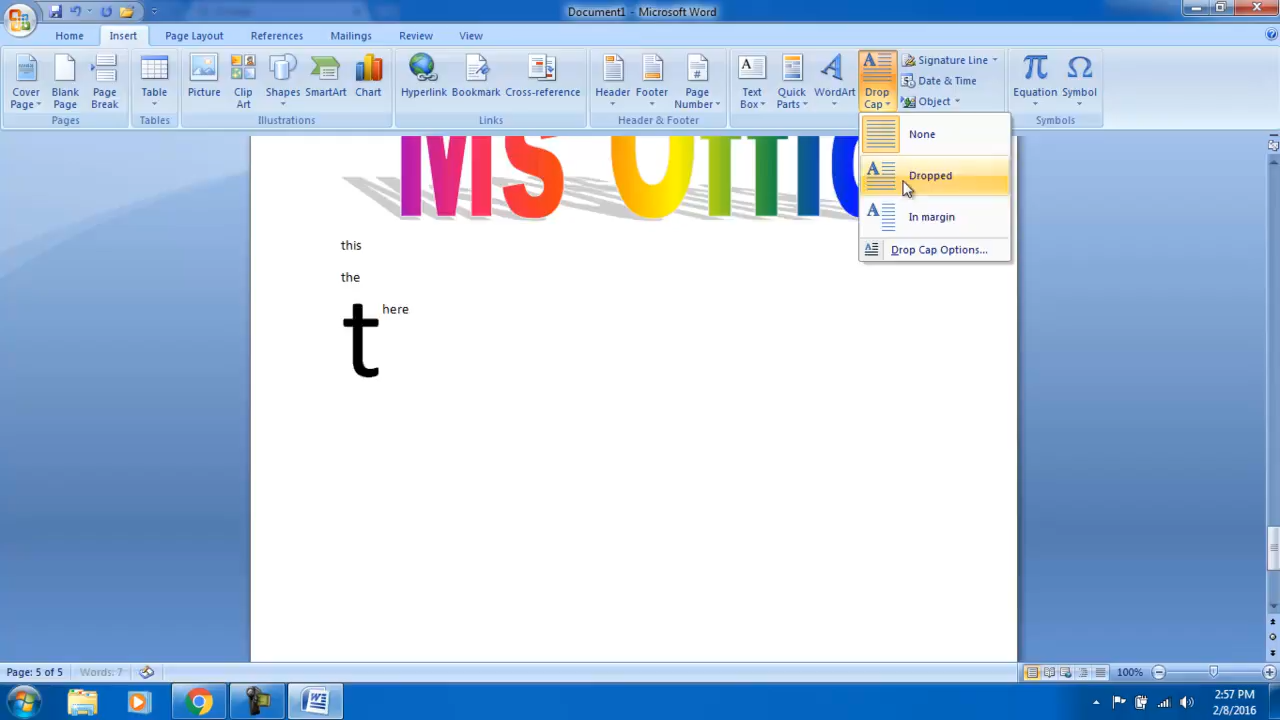 Document1 - Microsoft Word
Home Insert Page Layout References Mailings Review View
Cover Page
Blank Page
Page Break
Table
Picture
Clip Art
Shapes
SmartArt
Chart
Hyperlink
Bookmark
Cross-reference
Header
Footer
Page Number
Text Box
Quick Parts
WordArt
Drop Cap
Signature Line
Date & Time
Object
Equation
Symbol
Pages Tables Illustrations Links Header & Footer Symbols
None
Dropped
In margin
Drop Cap Options...
Ms
this
the
there
Page: 5 of 5 Words: 7 100%
2:57 PM
2/8/2016